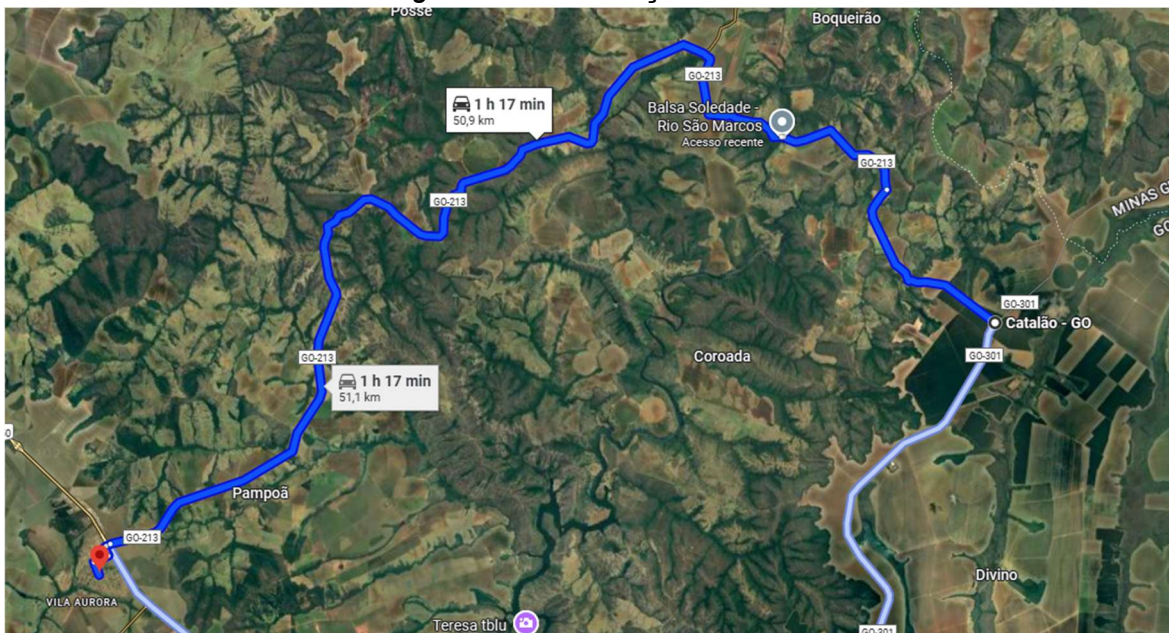 Posse
Boqueirão
GO-213
1 h 17 min
50,9 km
Balsa Soledade -
Rio São Marcos
Acesso recente
GO-213
GO-213
MINAS G
GO
GO-301
Catalão - GO
GO-213
GO-301
Coroada
1 h 17 min
51,1 km
Pampoã
GO-213
Divino
VILA AURORA
Teresa tblu
GO-301